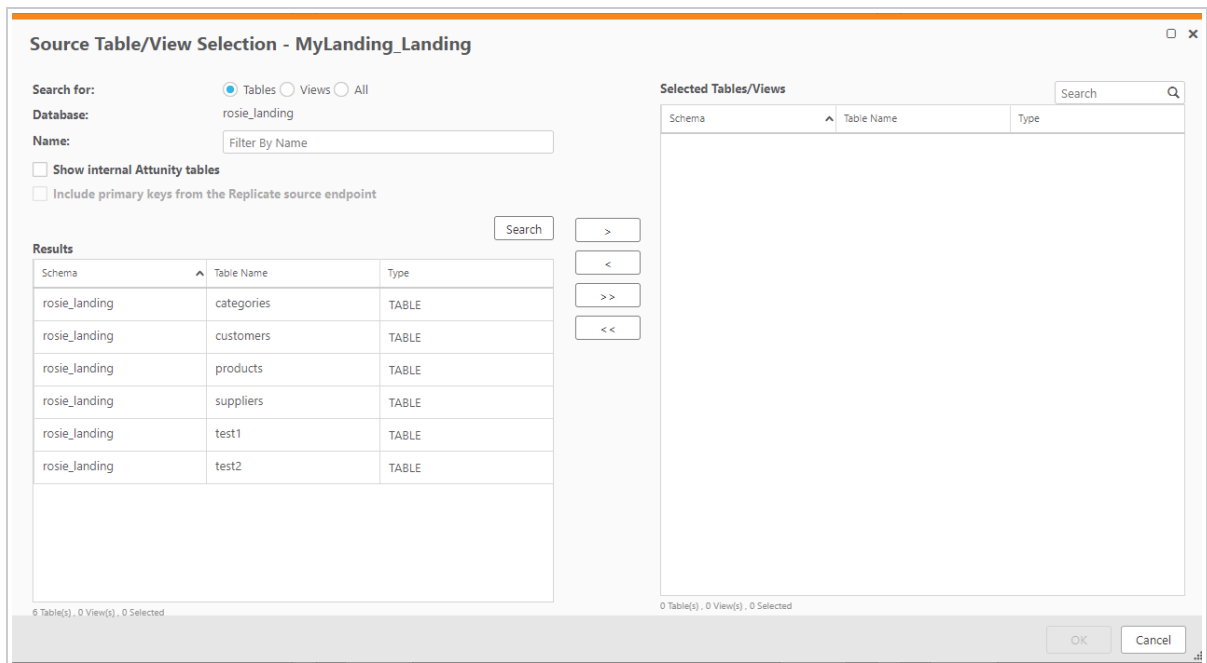 Source Table/View Selection - MyLanding_Landing
Search for:
Tables Views All
Database:
rosie_landing
Name:
Filter By Name
Show internal Attunity tables
Include primary keys from the Replicate source endpoint
Search
Results
Schema Table Name Type
rosie_landing categories TABLE
rosie_landing customers TABLE
rosie_landing products TABLE
rosie_landing suppliers TABLE
rosie_landing test1 TABLE
rosie_landing test2 TABLE
6 Table(s) , 0 View(s) , 0 Selected
>
<
>>
<<
Selected Tables/Views
Search
Schema Table Name Type
0 Table(s) , 0 View(s) , 0 Selected
OK Cancel